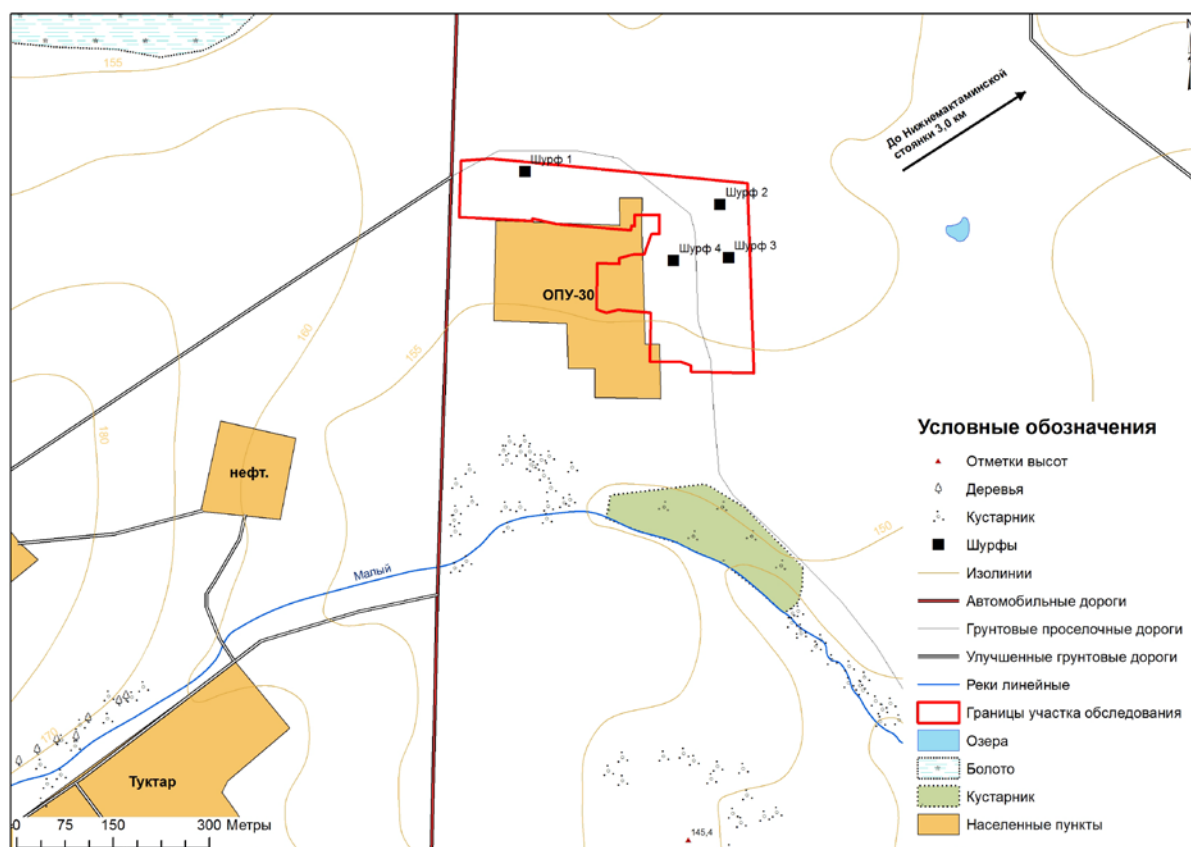 155
N
До Нижнемактаминской
стоянки 3,0 км
Шурф 1
Шурф 2
Шурф 3
Шурф 4
ОПУ-30
160
155
180
нефт.
Малый
150
170
Туктар
145,4
0 75 150 300 Метры
Условные обозначения
Отметки высот
Деревья
Кустарник
Шурфы
Изолинии
Автомобильные дороги
Грунтовые проселочные дороги
Улучшенные грунтовые дороги
Реки линейные
Границы участка обследования
Озера
Болото
Кустарник
Населенные пункты